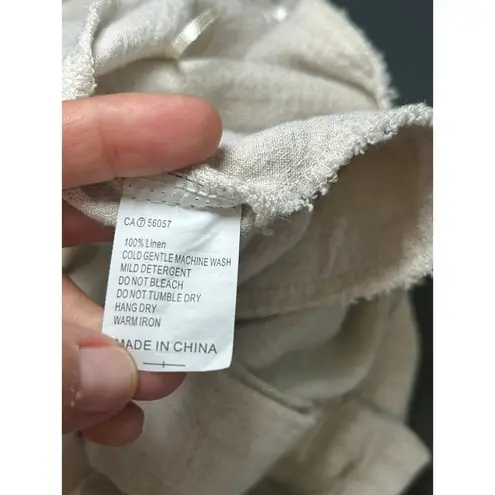 CA 56057
100% Linen
COLD GENTLE MACHINE WASH
MILD DETERGENT
DO NOT BLEACH
DO NOT TUMBLE DRY
HANG DRY
WARM IRON
MADE IN CHINA